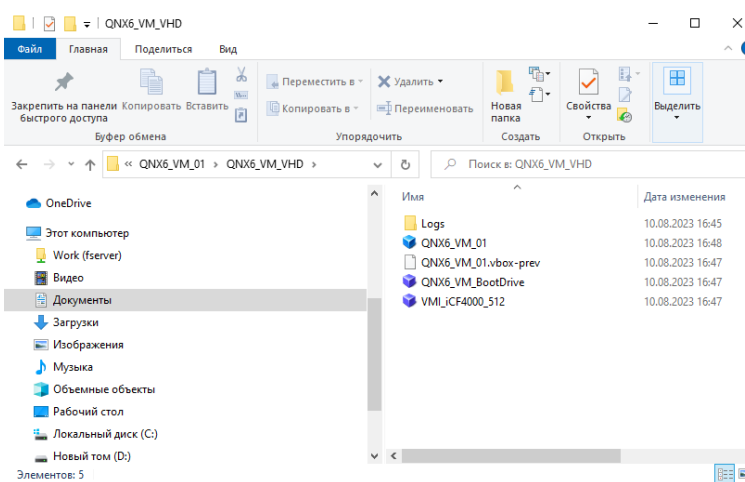 QNX6_VM_VHD
Файл Главная Поделиться Вид
Закрепить на панели быстрого доступа
Копировать
Вставить
Переместить в
Копировать в
Удалить
Переименовать
Новая папка
Свойства
Выделить
Буфер обмена
Упорядочить
Создать
Открыть
« QNX6_VM_01 › QNX6_VM_VHD ›
Поиск в: QNX6_VM_VHD
OneDrive
Этот компьютер
Work (fserver)
Видео
Документы
Загрузки
Изображения
Музыка
Объемные объекты
Рабочий стол
Локальный диск (C:)
Новый том (D:)
Имя Дата изменения
Logs 10.08.2023 16:45
QNX6_VM_01 10.08.2023 16:48
QNX6_VM_01.vbox-prev 10.08.2023 16:47
QNX6_VM_BootDrive 10.08.2023 16:47
VMI_iCF4000_512 10.08.2023 16:47
Элементов: 5